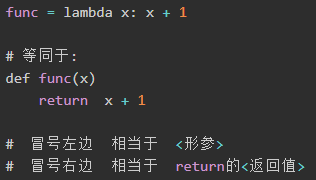 func = lambda x: x + 1
# 等同于:
def func(x)
    return  x + 1
#  冒号左边  相当于  <形参>
#  冒号右边  相当于  return的<返回值>